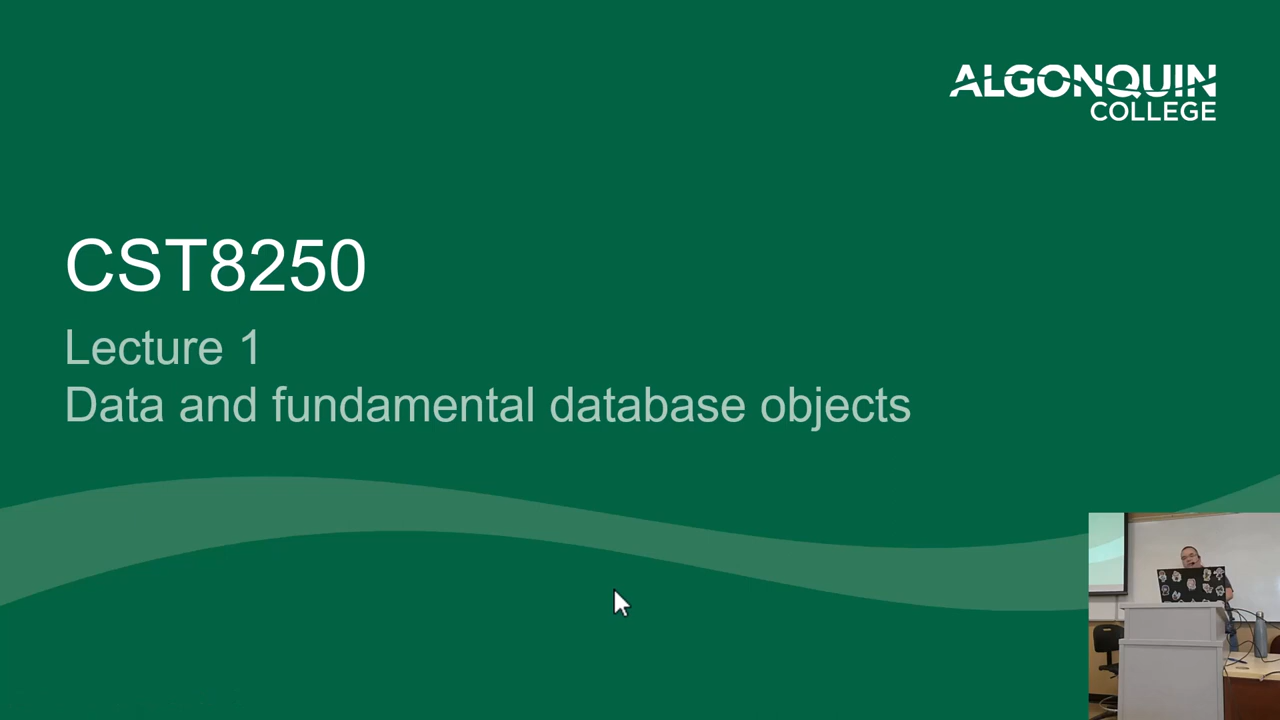 ALGONQUIN
COLLEGE
CST8250
Lecture 1
Data and fundamental database objects